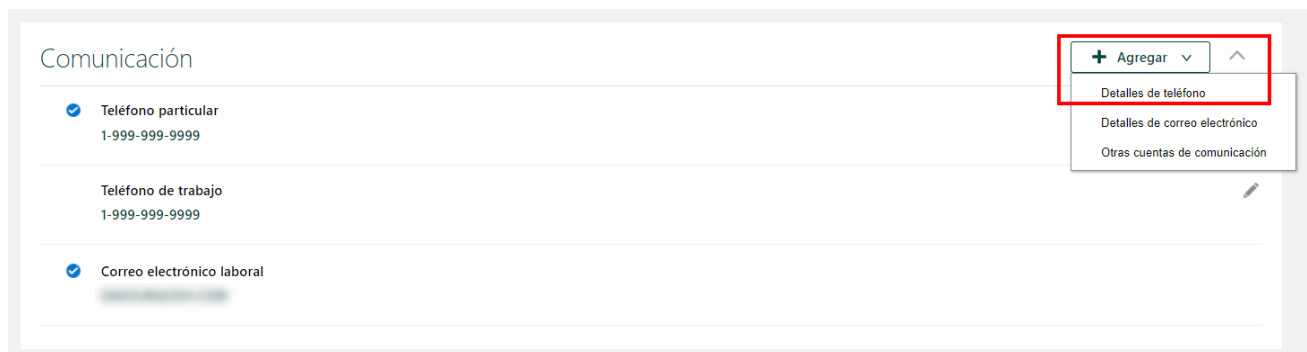 Comunicación
Agregar
Detalles de teléfono
Detalles de correo electrónico
Otras cuentas de comunicación
Teléfono particular
1-999-999-9999
Teléfono de trabajo
1-999-999-9999
Correo electrónico laboral